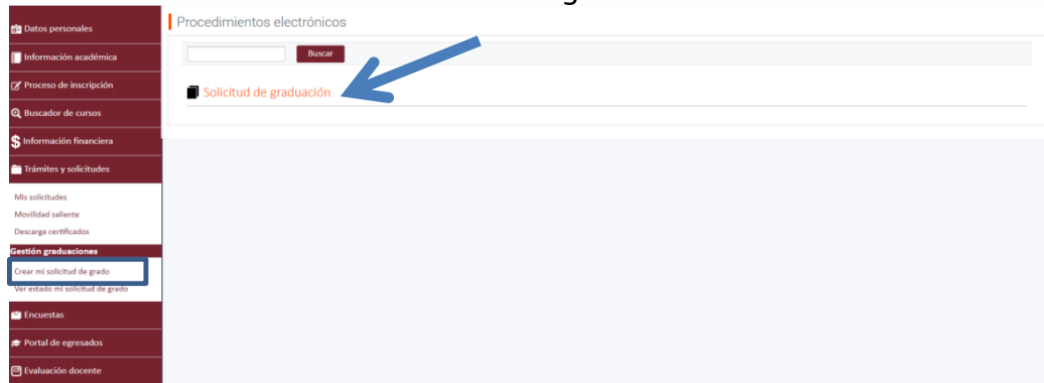 Datos personales
Información académica
Proceso de inscripción
Buscador de cursos
Información financiera
Trámites y solicitudes
Mis solicitudes
Movilidad saliente
Descarga certificados
Gestión graduaciones
Crear mi solicitud de grado
Ver estado mi solicitud de grado
Encuestas
Portal de egresados
Evaluación docente
Procedimientos electrónicos
Buscar
Solicitud de graduación